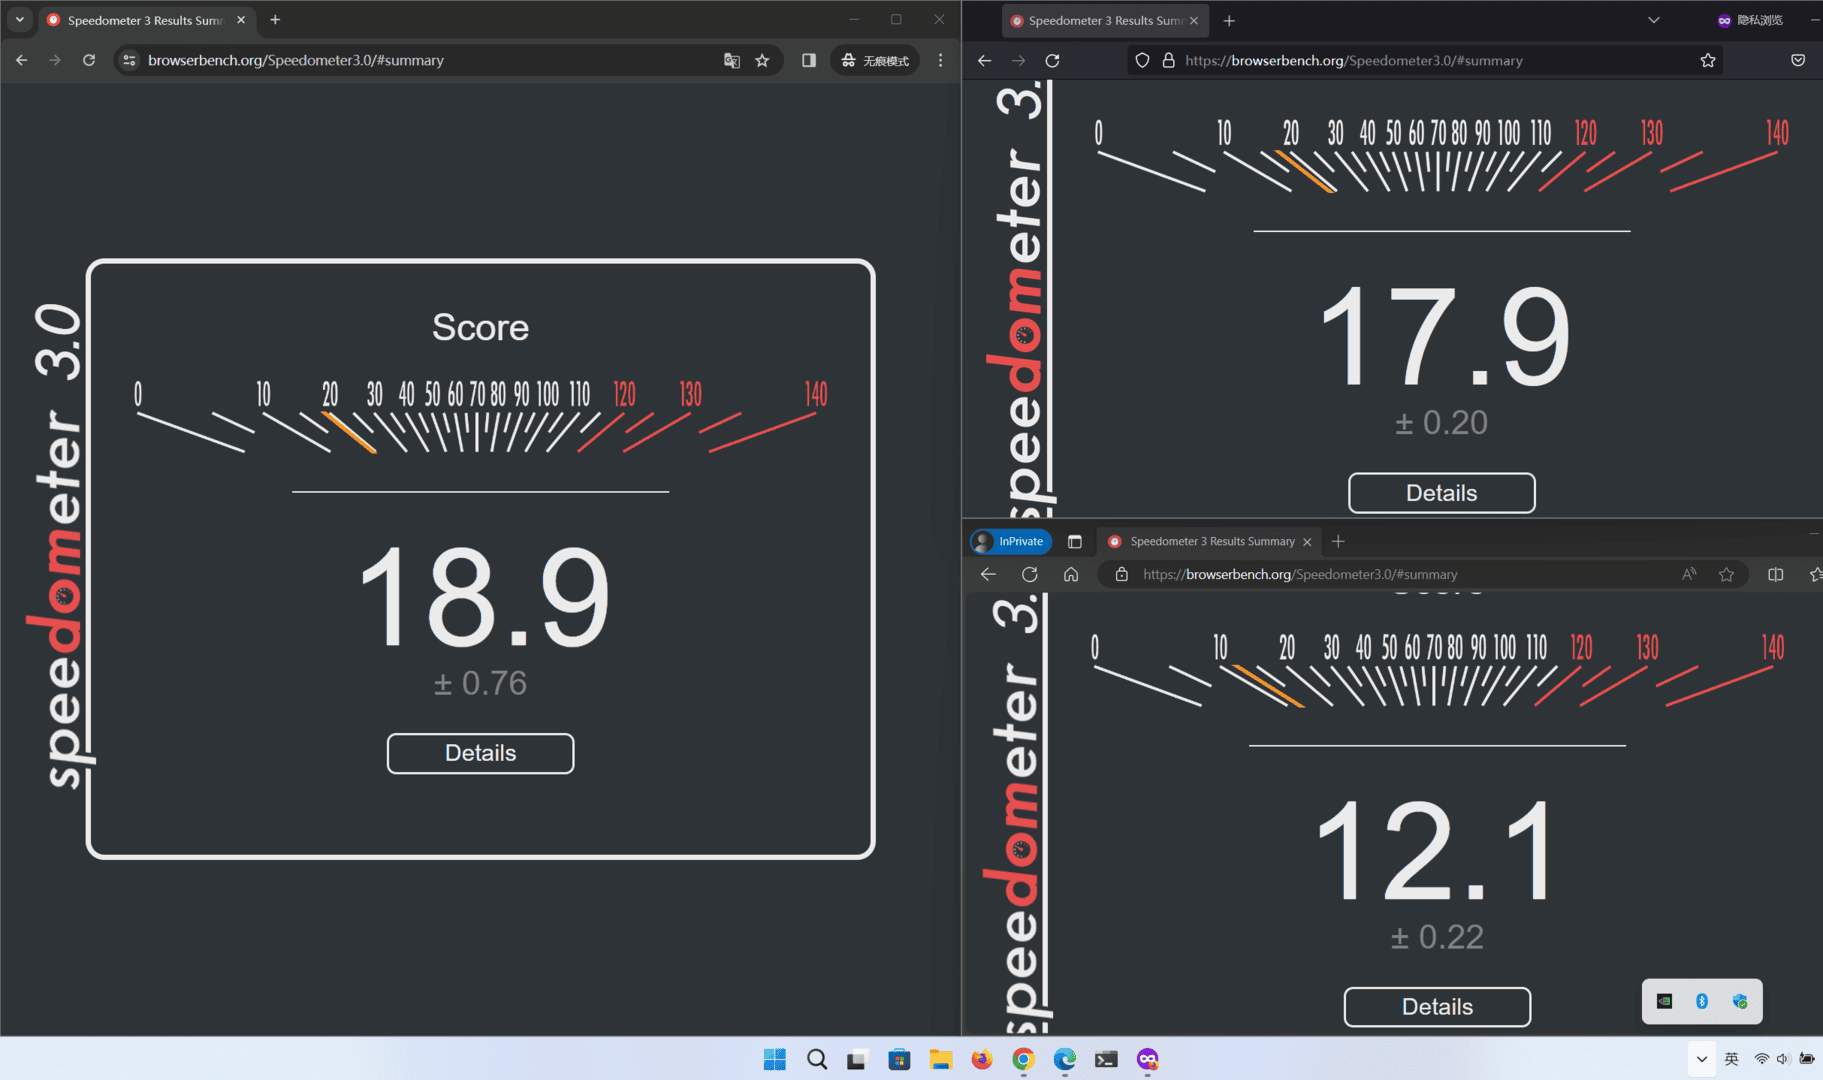 Speedometer 3 Results Sum
browserbench.org/Speedometer3.0/#summary
无痕模式
speedometer 3.0
Score
0 10 20 30 40 50 60 70 80 90 100 110 120 130 140
18.9
± 0.76
Details
Speedometer 3 Results Sum
隐私浏览
https://browserbench.org/Speedometer3.0/#summary
speedometer 3.
0 10 20 30 40 50 60 70 80 90 100 110 120 130 140
17.9
± 0.20
Details
InPrivate
Speedometer 3 Results Summary
https://browserbench.org/Speedometer3.0/#summary
speedometer 3.
0 10 20 30 40 50 60 70 80 90 100 110 120 130 140
12.1
± 0.22
Details
英